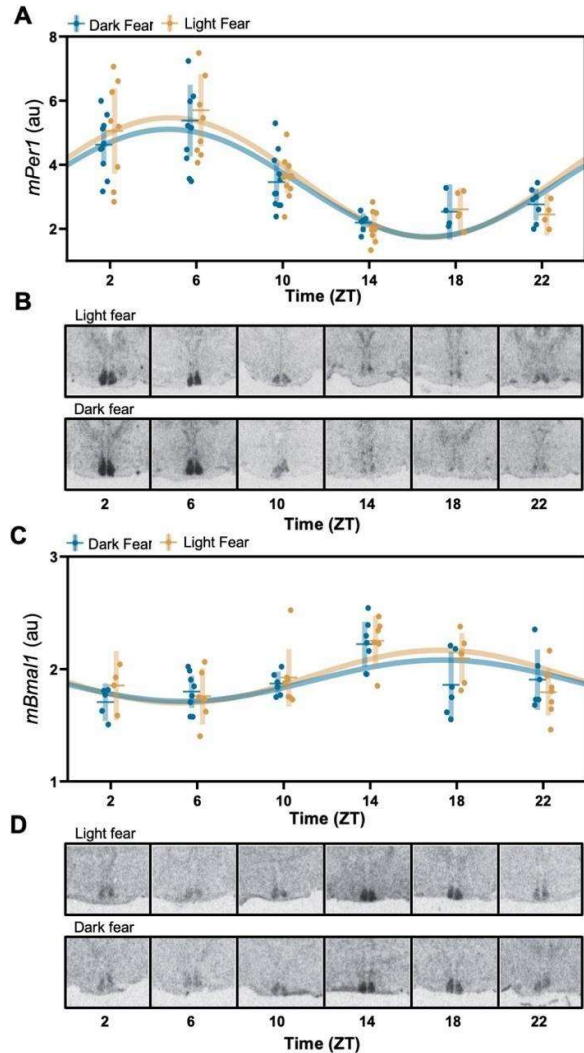 A
Dark Fear Light Fear
8
6
4
2
mPer1 (au)
2 6 10 14 18 22
Time (ZT)
B
Light fear
Dark fear
2 6 10 14 18 22
Time (ZT)
C
Dark Fear Light Fear
3
2
1
mBmal1 (au)
2 6 10 14 18 22
Time (ZT)
D
Light fear
Dark fear
2 6 10 14 18 22
Time (ZT)